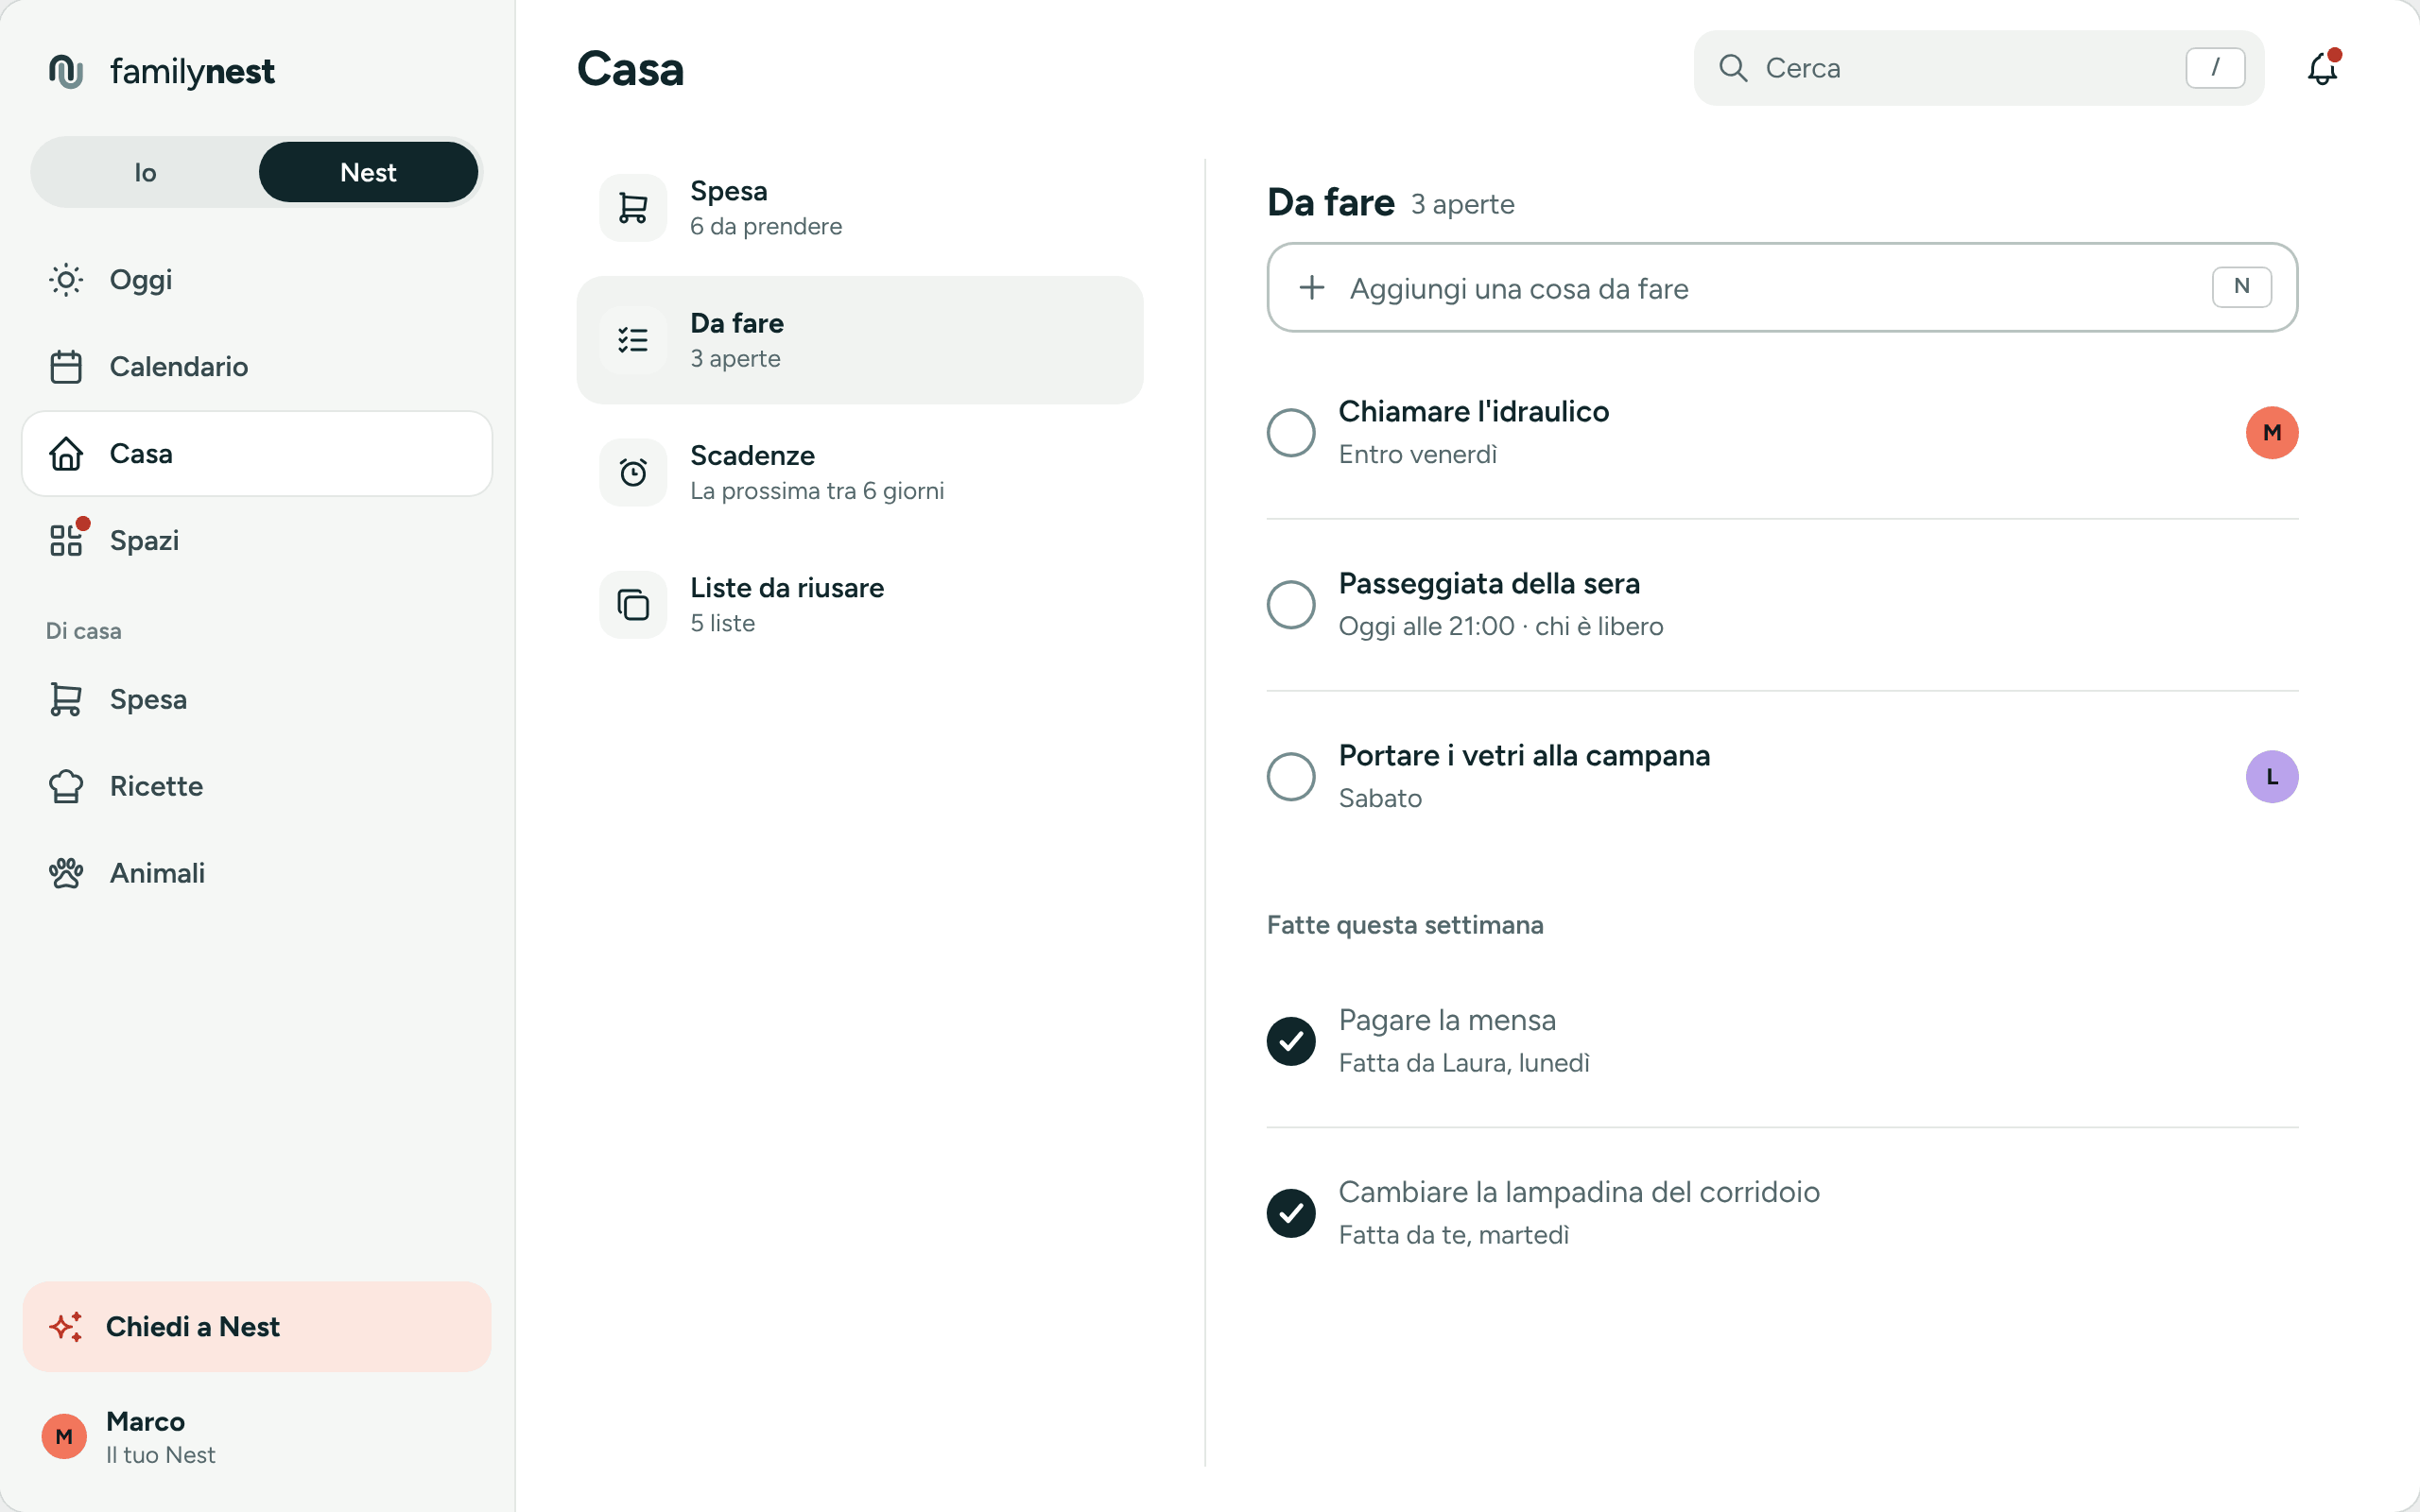 familynest
Io
Nest
Oggi
Calendario
Casa
Spazi
Di casa
Spesa
Ricette
Animali
Chiedi a Nest
M
Marco
Il tuo Nest
Casa
Cerca
/
Spesa
6 da prendere
Da fare
3 aperte
Scadenze
La prossima tra 6 giorni
Liste da riusare
5 liste
Da fare 3 aperte
Aggiungi una cosa da fare
N
Chiamare l'idraulico
Entro venerdì
M
Passeggiata della sera
Oggi alle 21:00 · chi è libero
Portare i vetri alla campana
Sabato
L
Fatte questa settimana
Pagare la mensa
Fatta da Laura, lunedì
Cambiare la lampadina del corridoio
Fatta da te, martedì